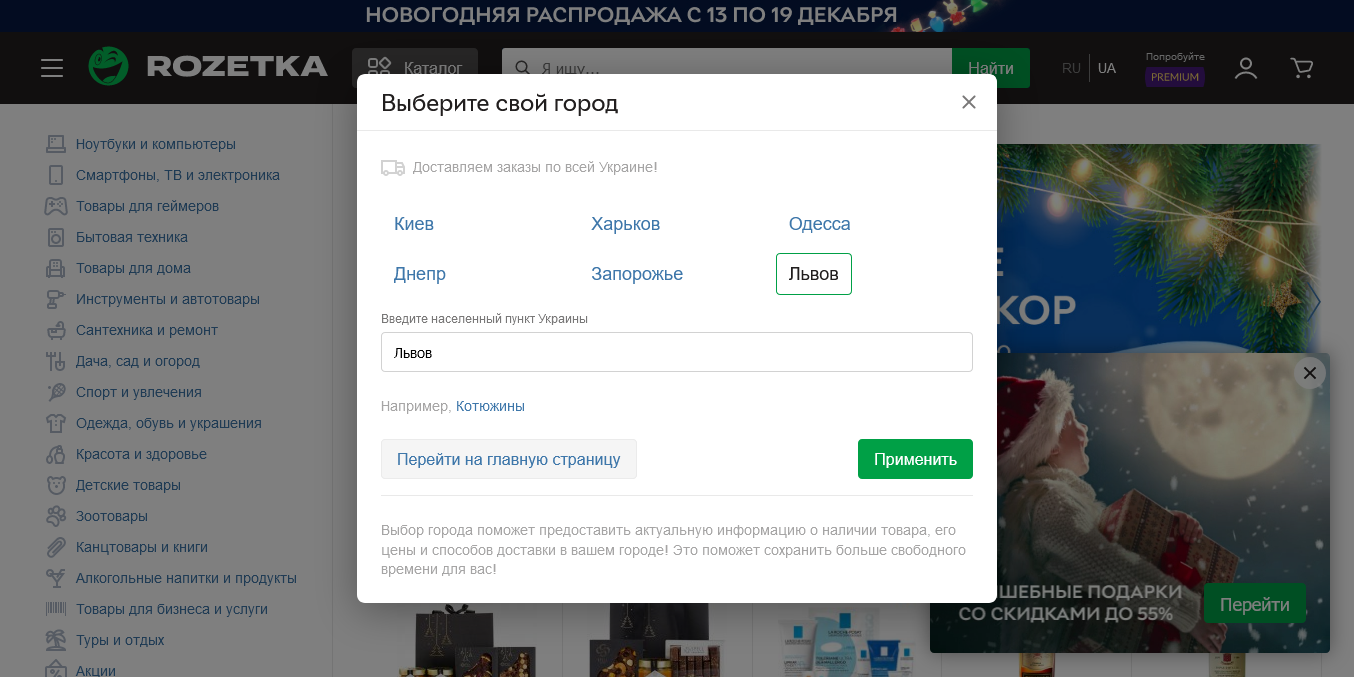 НОВОГОДНЯЯ РАСПРОДАЖА С 13 ПО 19 ДЕКАБРЯ
ROZETKA
Каталог
Я ищу...
Найти
RU
UA
Попробуйте
PREMIUM
Выберите свой город
Доставляем заказы по всей Украине!
Киев
Харьков
Одесса
Днепр
Запорожье
Львов
Введите населенный пункт Украины
Львов
Например, Котюжины
Перейти на главную страницу
Применить
Выбор города поможет предоставить актуальную информацию о наличии товара, его
цены и способов доставки в вашем городе! Это поможет сохранить больше свободного
времени для вас!
Ноутбуки и компьютеры
Смартфоны, ТВ и электроника
Товары для геймеров
Бытовая техника
Товары для дома
Инструменты и автотовары
Сантехника и ремонт
Дача, сад и огород
Спорт и увлечения
Одежда, обувь и украшения
Красота и здоровье
Детские товары
Зоотовары
Канцтовары и книги
Алкогольные напитки и продукты
Товары для бизнеса и услуги
Туры и отдых
Акции
Е
КОР
ШЕБНЫЕ ПОДАРКИ
СО СКИДКАМИ ДО 55%
Перейти